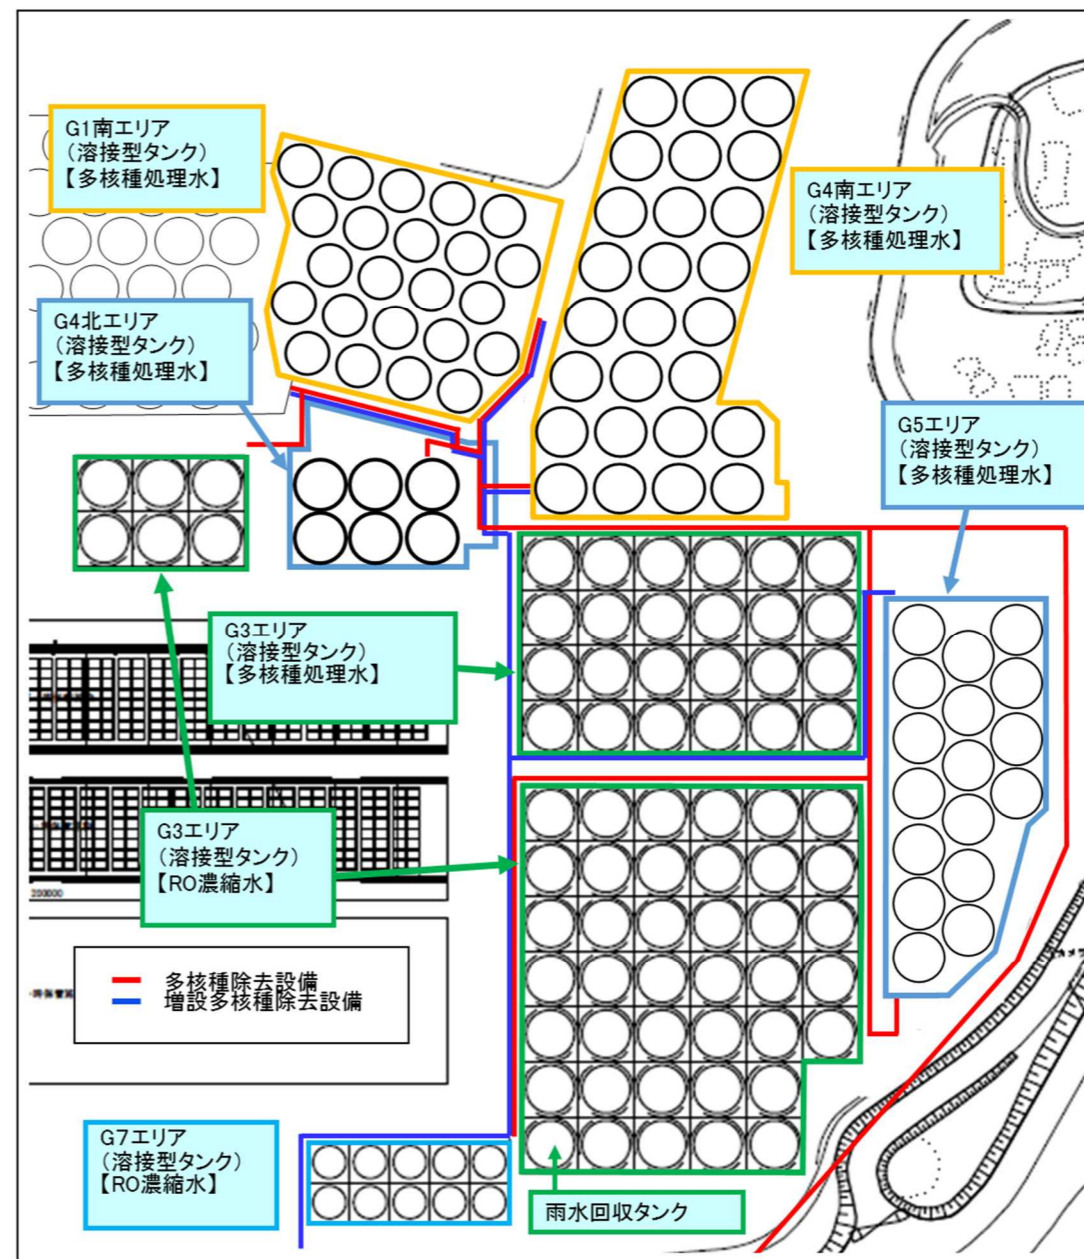 G1南エリア
（溶接型タンク）
【多核種処理水】
G4南エリア
（溶接型タンク）
【多核種処理水】
G4北エリア
（溶接型タンク）
【多核種処理水】
G5エリア
（溶接型タンク）
【多核種処理水】
G3エリア
（溶接型タンク）
【多核種処理水】
G3エリア
（溶接型タンク）
【RO濃縮水】
200000
カメラ
多核種除去設備
増設多核種除去設備
G7エリア
（溶接型タンク）
【RO濃縮水】
雨水回収タンク